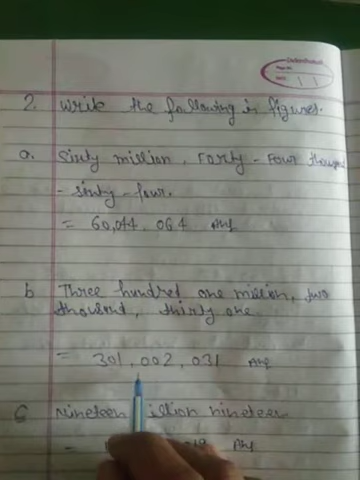 2. Write the following in figures.
a. Sixty million, Forty - Four thousand
- sixty - four.
= 60,044,064 Ans
b Three hundred one million, two
thousand, thirty one.
= 301,002,031 Ans
C Nineteen nineteen
= Ans